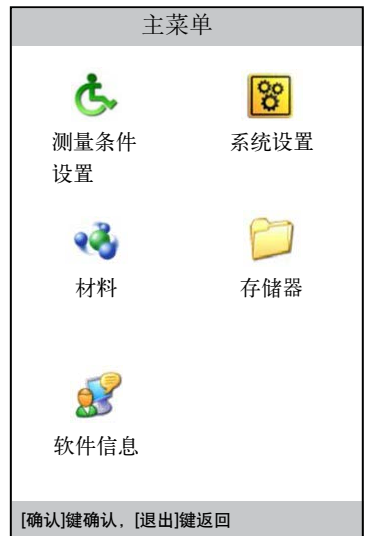 主菜单
测量条件 系统设置
设置
材料 存储器
软件信息
[确认]键确认，[退出]键返回